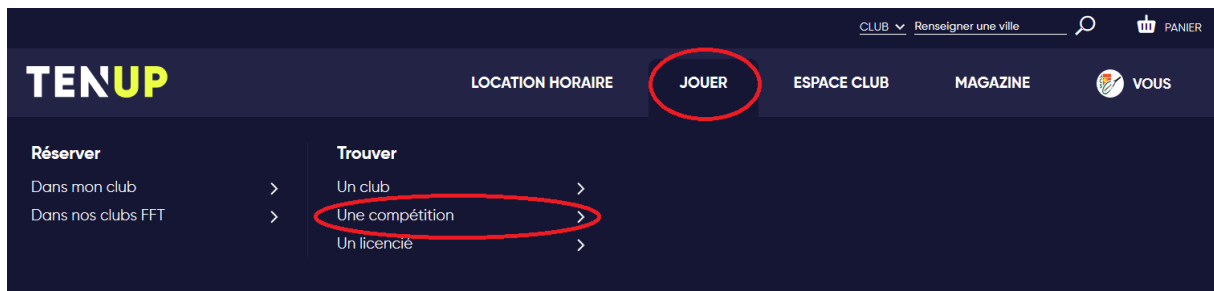 CLUB Renseigner une ville PANIER
TENUP LOCATION HORAIRE JOUER ESPACE CLUB MAGAZINE VOUS
Réserver Trouver
Dans mon club Un club
Dans nos clubs FFT Une compétition
Un licencié